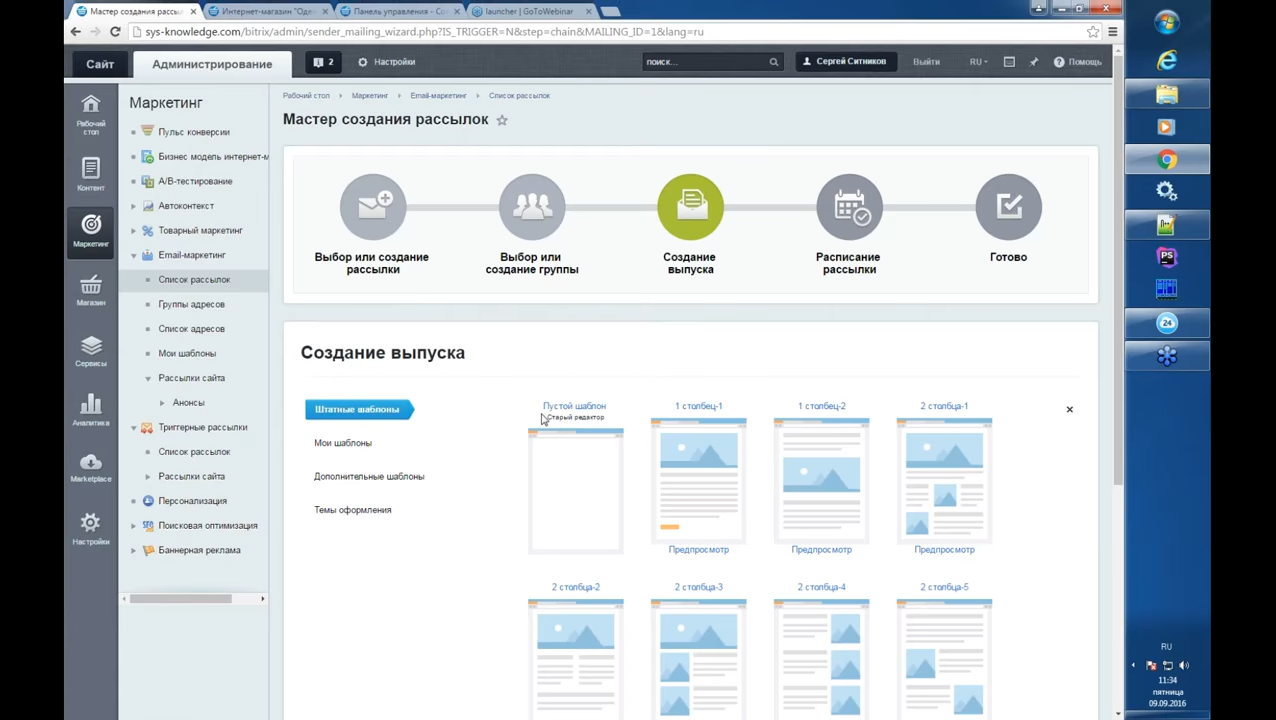 Мастер создания рассыл
Интернет-магазин "Оде
Панель управления - Со
launcher | GoToWebinar
sys-knowledge.com/bitrix/admin/sender_mailing_wizard.php?IS_TRIGGER=N&step=chain&MAILING_ID=1&lang=ru
Сайт
Администрирование
2
Настройки
поиск...
Сергей Ситников
Выйти
RU
Помощь
Рабочий стол
Контент
Маркетинг
Магазин
Сервисы
Аналитика
Marketplace
Настройки
Маркетинг
Пульс конверсии
Бизнес модель интернет-м
A/B-тестирование
Автоконтекст
Товарный маркетинг
Email-маркетинг
Список рассылок
Группы адресов
Список адресов
Мои шаблоны
Рассылки сайта
Анонсы
Триггерные рассылки
Список рассылок
Рассылки сайта
Персонализация
Поисковая оптимизация
Баннерная реклама
Рабочий стол
Маркетинг
Email-маркетинг
Список рассылок
Мастер создания рассылок
Выбор или создание
рассылки
Выбор или
создание группы
Создание
выпуска
Расписание
рассылки
Готово
Создание выпуска
Штатные шаблоны
Мои шаблоны
Дополнительные шаблоны
Темы оформления
Пустой шаблон
Старый редактор
1 столбец-1
1 столбец-2
2 столбца-1
Предпросмотр
Предпросмотр
Предпросмотр
2 столбца-2
2 столбца-3
2 столбца-4
2 столбца-5
PS
24
RU
11:34
пятница
09.09.2016